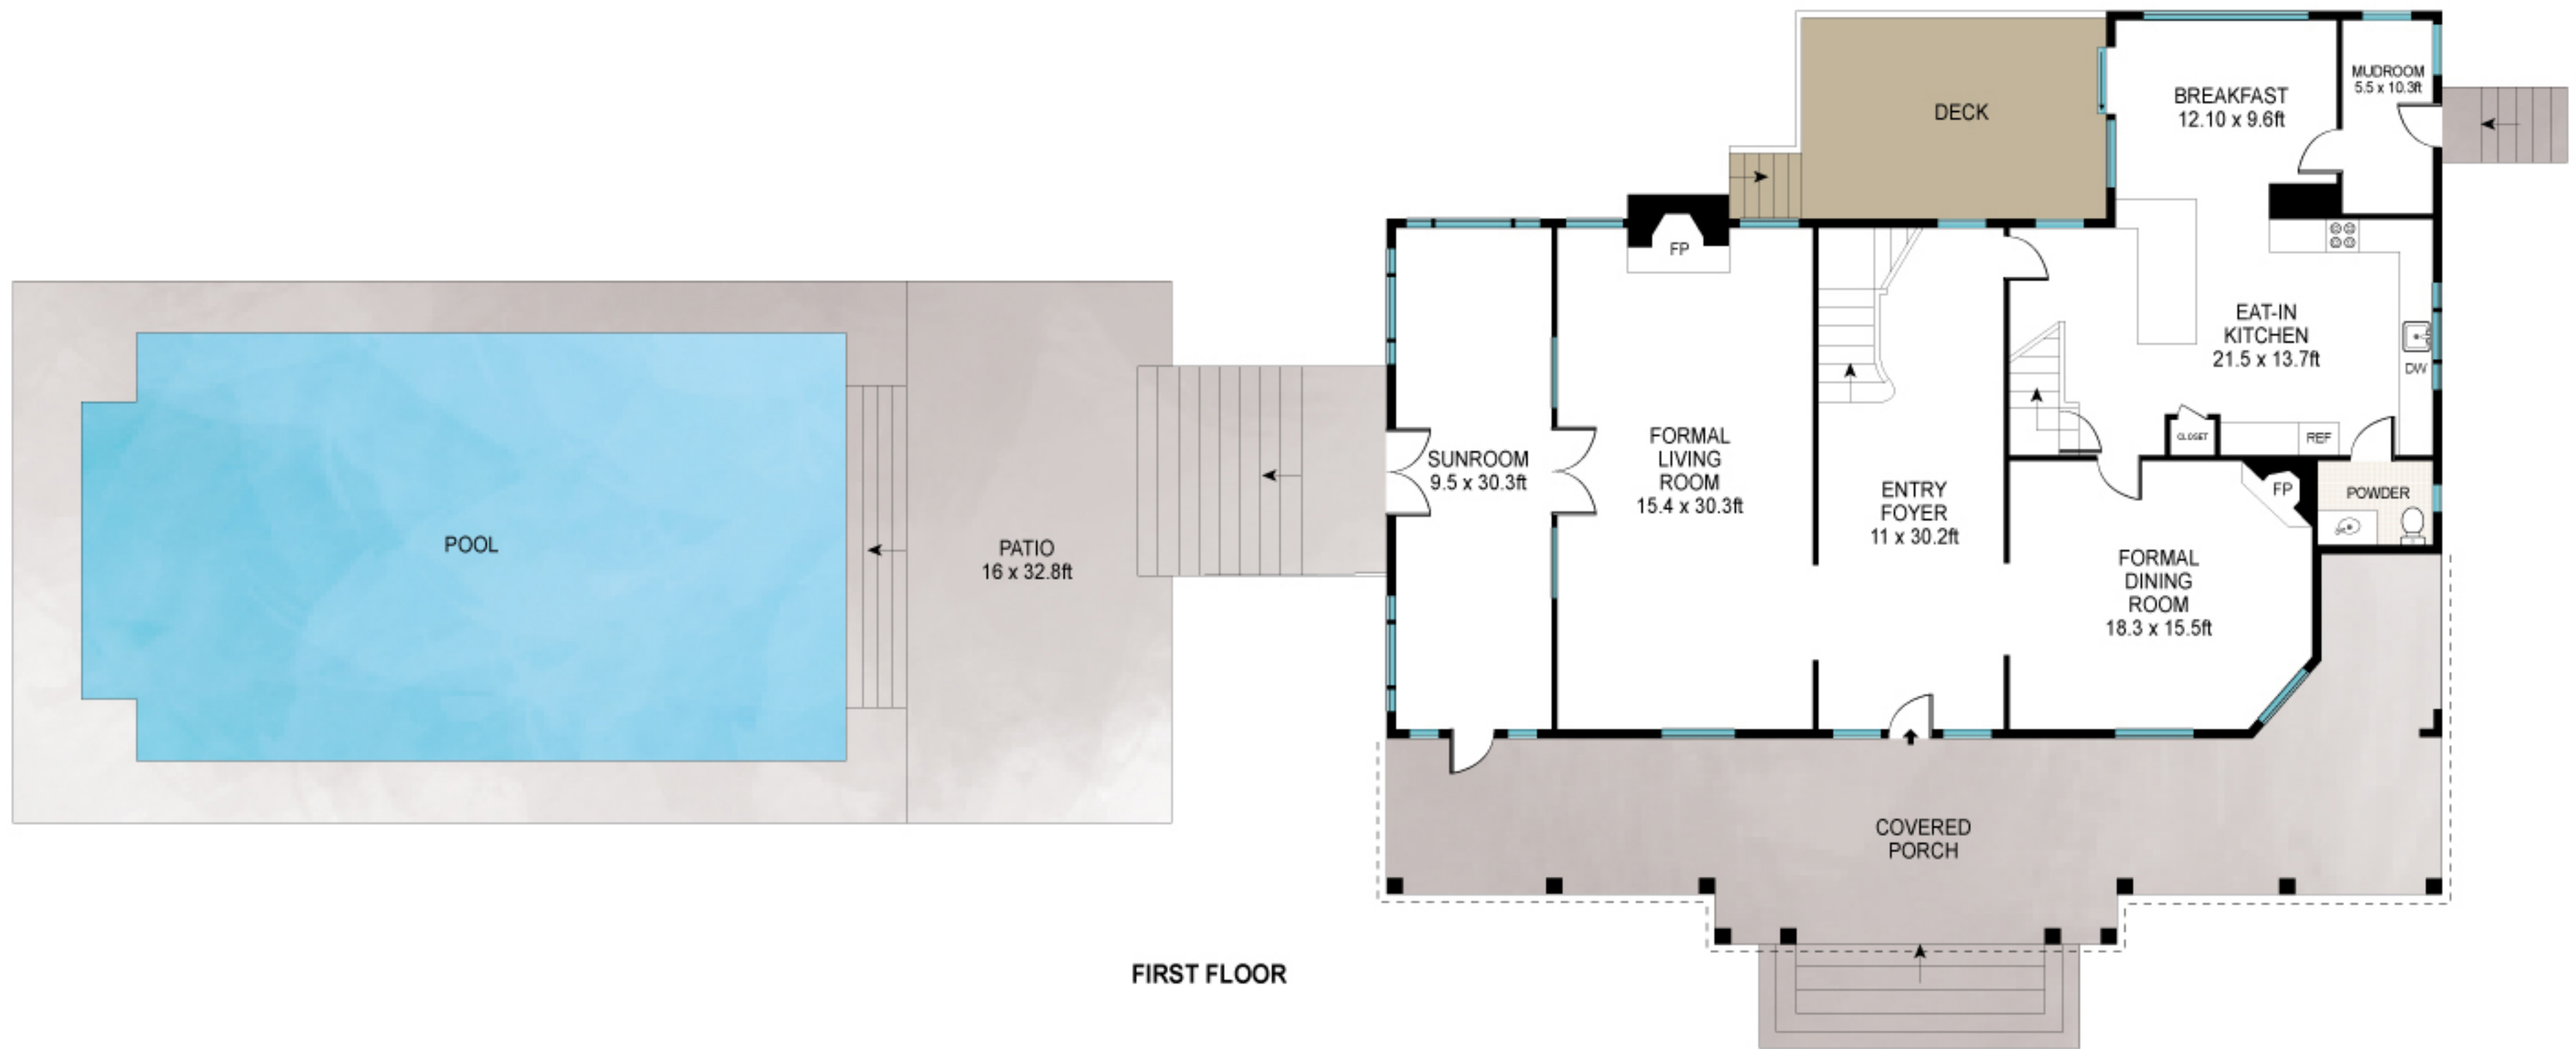 DECK
BREAKFAST
12.10 x 9.6ft
MUDROOM
5.5 x 10.3ft
FP
EAT-IN
KITCHEN
21.5 x 13.7ft
DW
CLOSET
REF
POOL
PATIO
16 x 32.8ft
SUNROOM
9.5 x 30.3ft
FORMAL
LIVING
ROOM
15.4 x 30.3ft
ENTRY
FOYER
11 x 30.2ft
FP
POWDER
FORMAL
DINING
ROOM
18.3 x 15.5ft
COVERED
PORCH
FIRST FLOOR